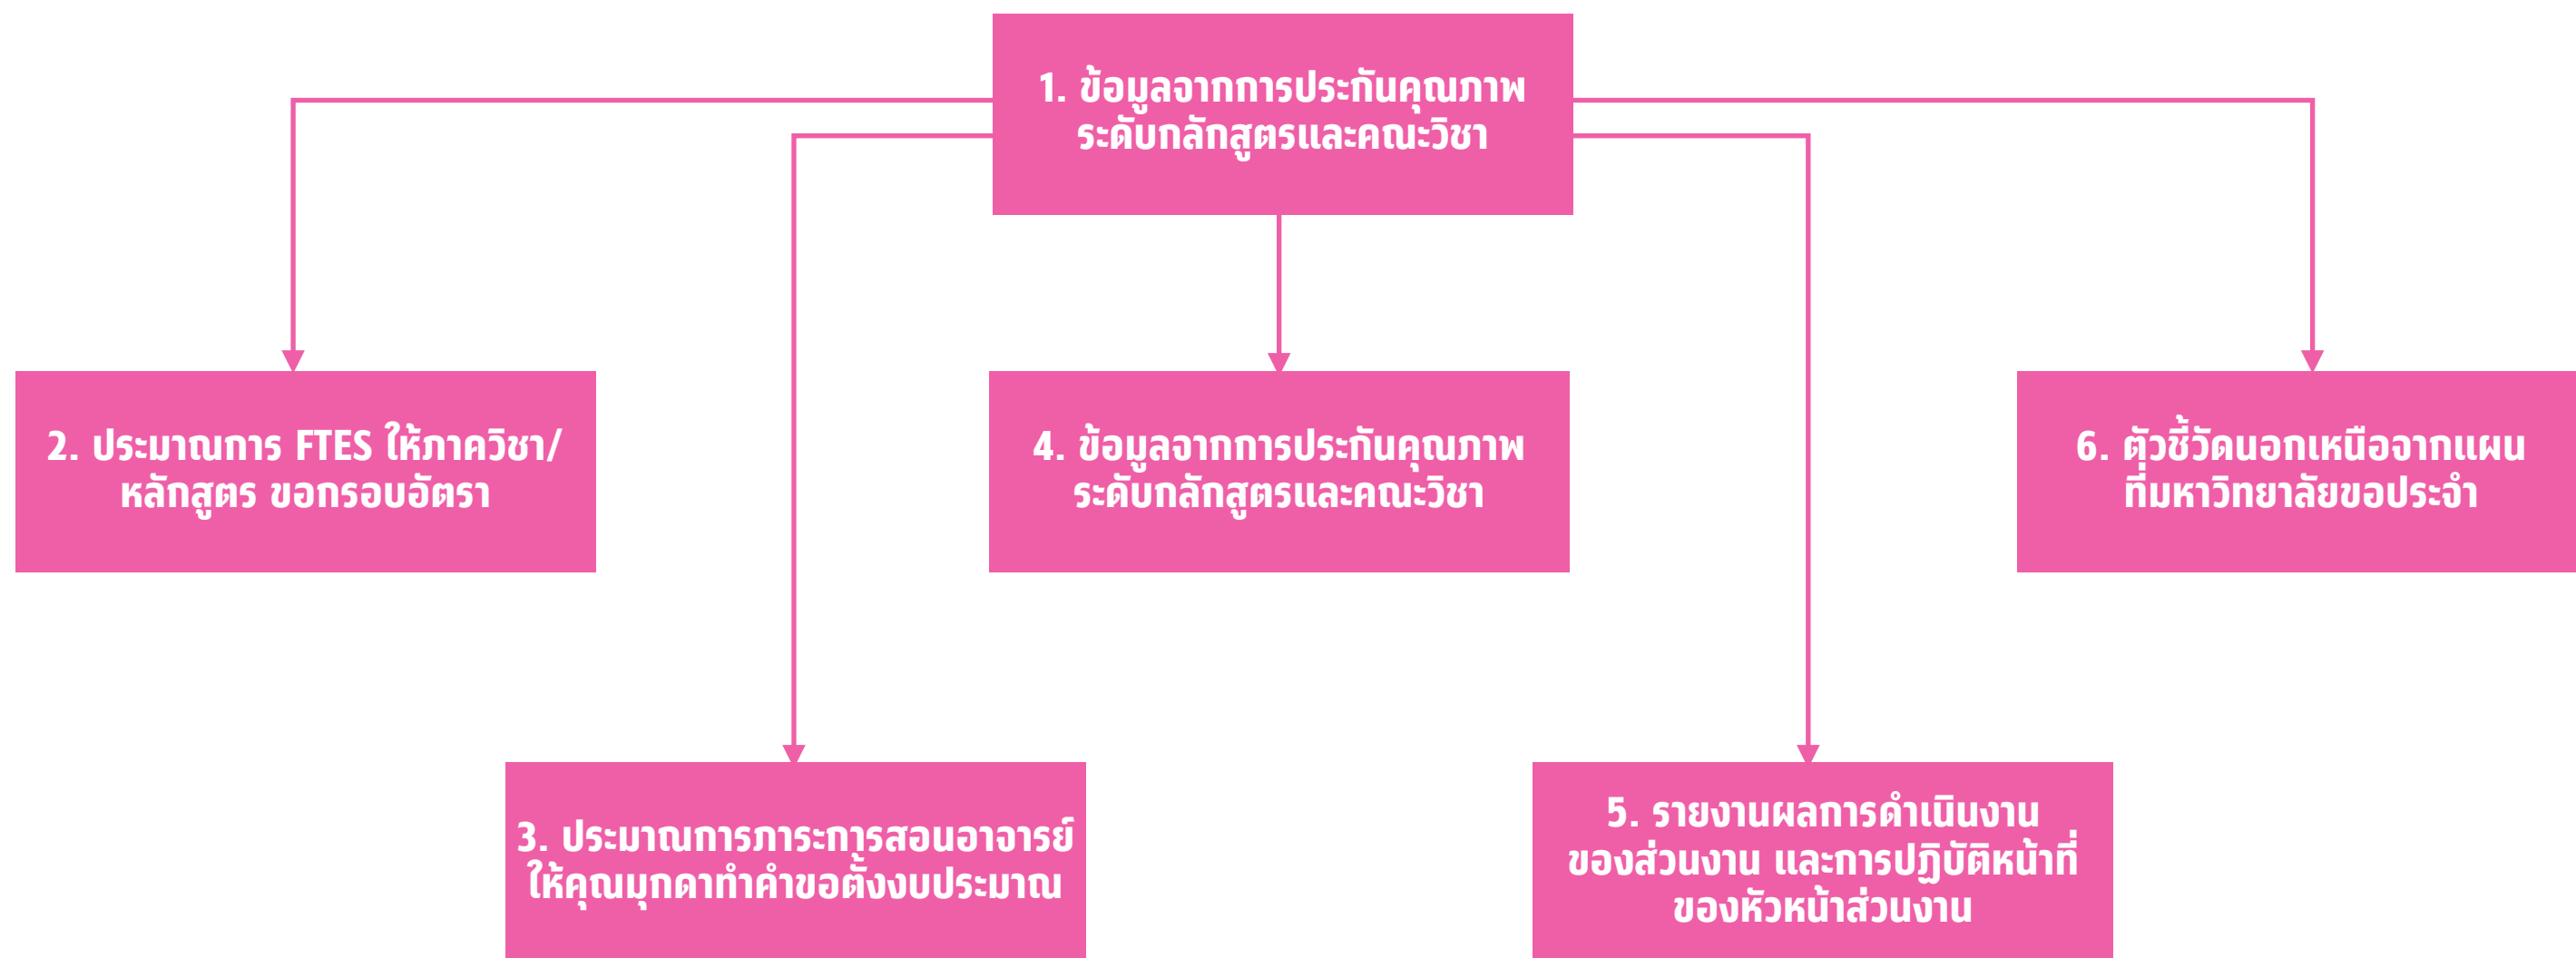 1. ข้อมูลจากการประกันคุณภาพ
ระดับกลักสูตรและคณะวิชา
2. ประมาณการ FTES ให้ภาควิชา/
หลักสูตร ขอกรอบอัตรา
4. ข้อมูลจากการประกันคุณภาพ
ระดับกลักสูตรและคณะวิชา
6. ตัวชี้วัดนอกเหนือจากแผน
ที่มหาวิทยาลัยขอประจำ
3. ประมาณการภาระการสอนอาจารย์
ให้คุณมุกดาทำคำขอตั้งงบประมาณ
5. รายงานผลการดำเนินงาน
ของส่วนงาน และการปฏิบัติหน้าที่
ของหัวหน้าส่วนงาน